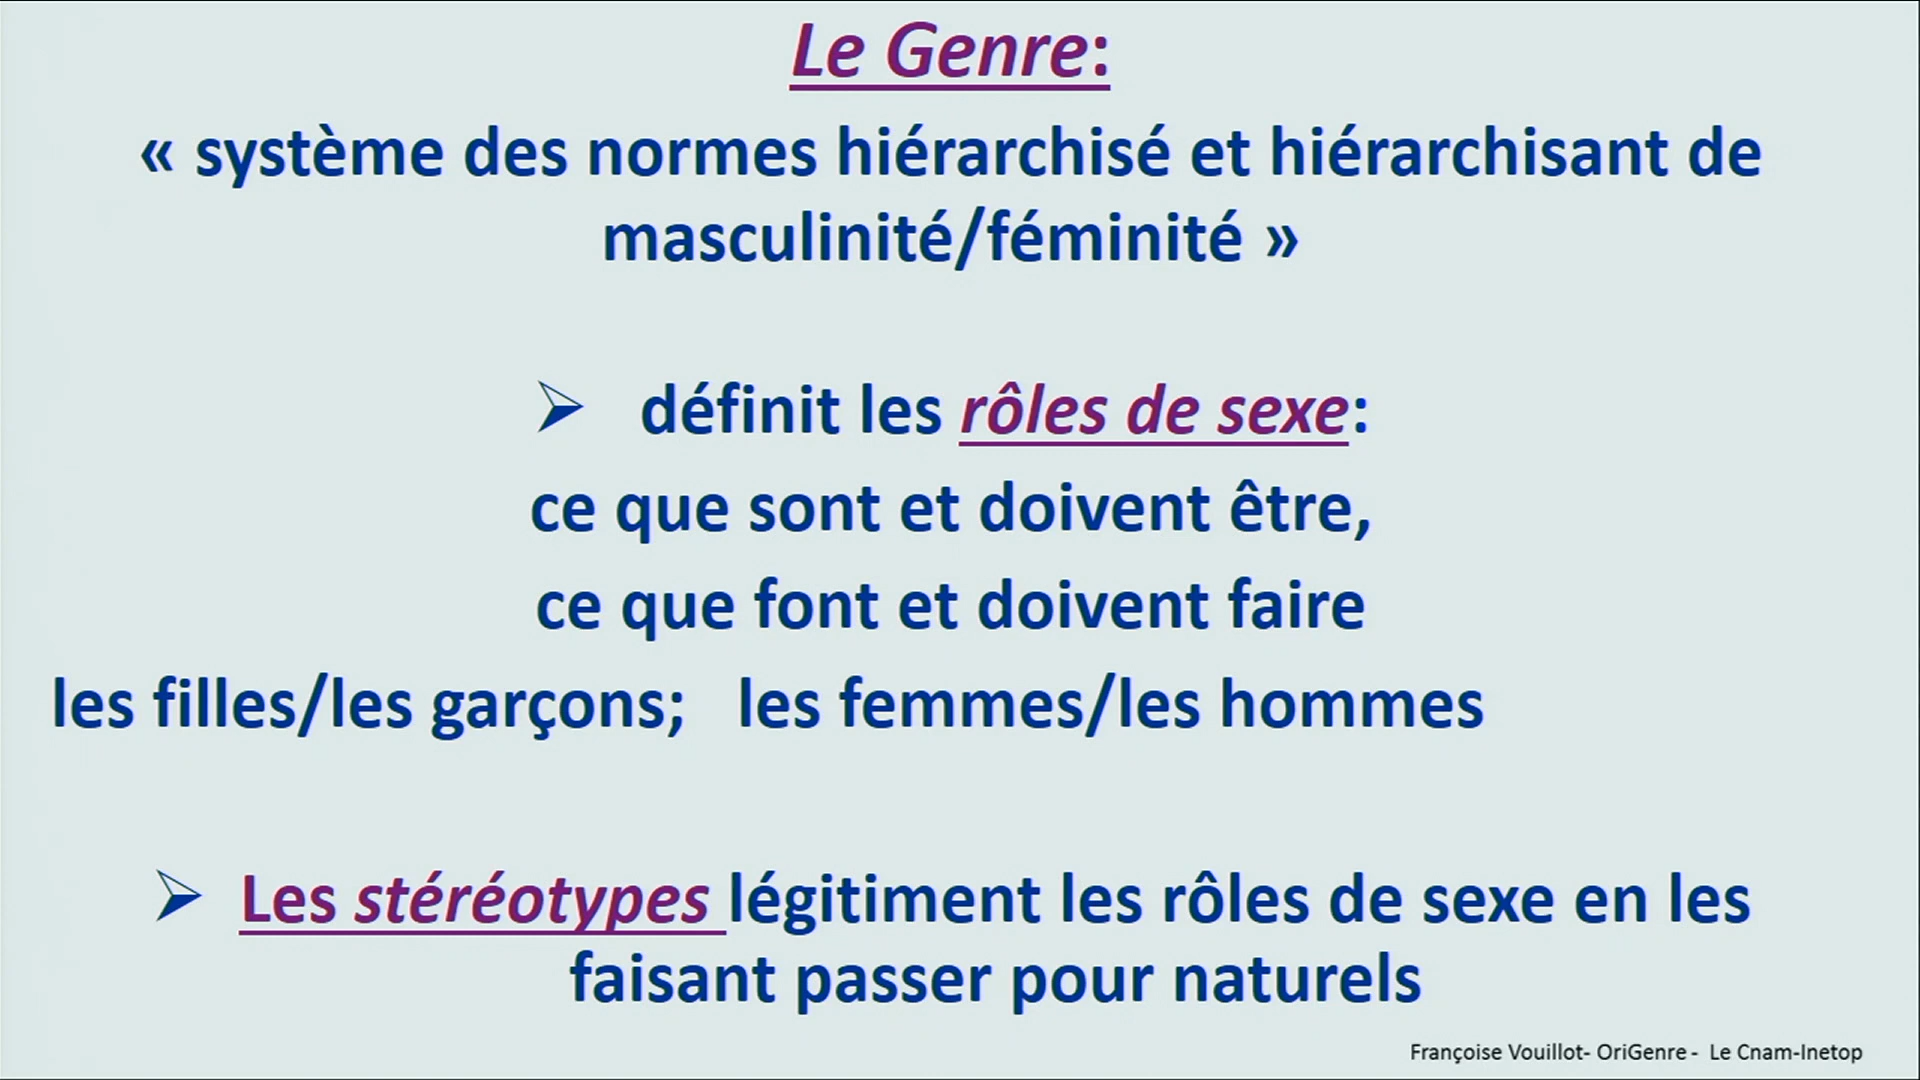 Le Genre:
« système des normes hiérarchisé et hiérarchisant de
masculinité/féminité »
➢ définit les rôles de sexe:
ce que sont et doivent être,
ce que font et doivent faire
les filles/les garçons; les femmes/les hommes
➢ Les stéréotypes légitiment les rôles de sexe en les
faisant passer pour naturels
Françoise Vouillot- OriGenre - Le Cnam-Inetop